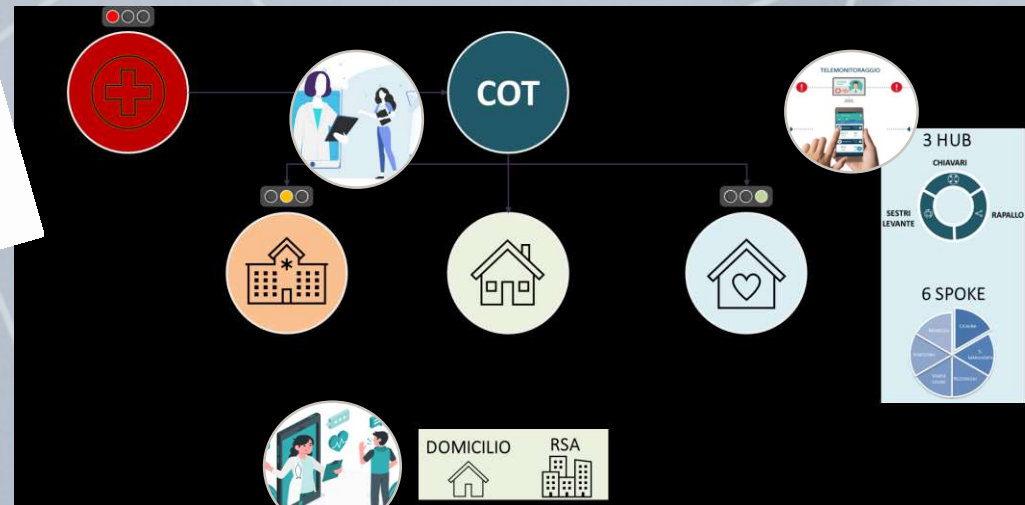 COT
TELEMONITORAGGIO
3 HUB
CHIAVARI
SESTRI
LEVANTE
RAPALLO
6 SPOKE
DOMICILIO
RSA